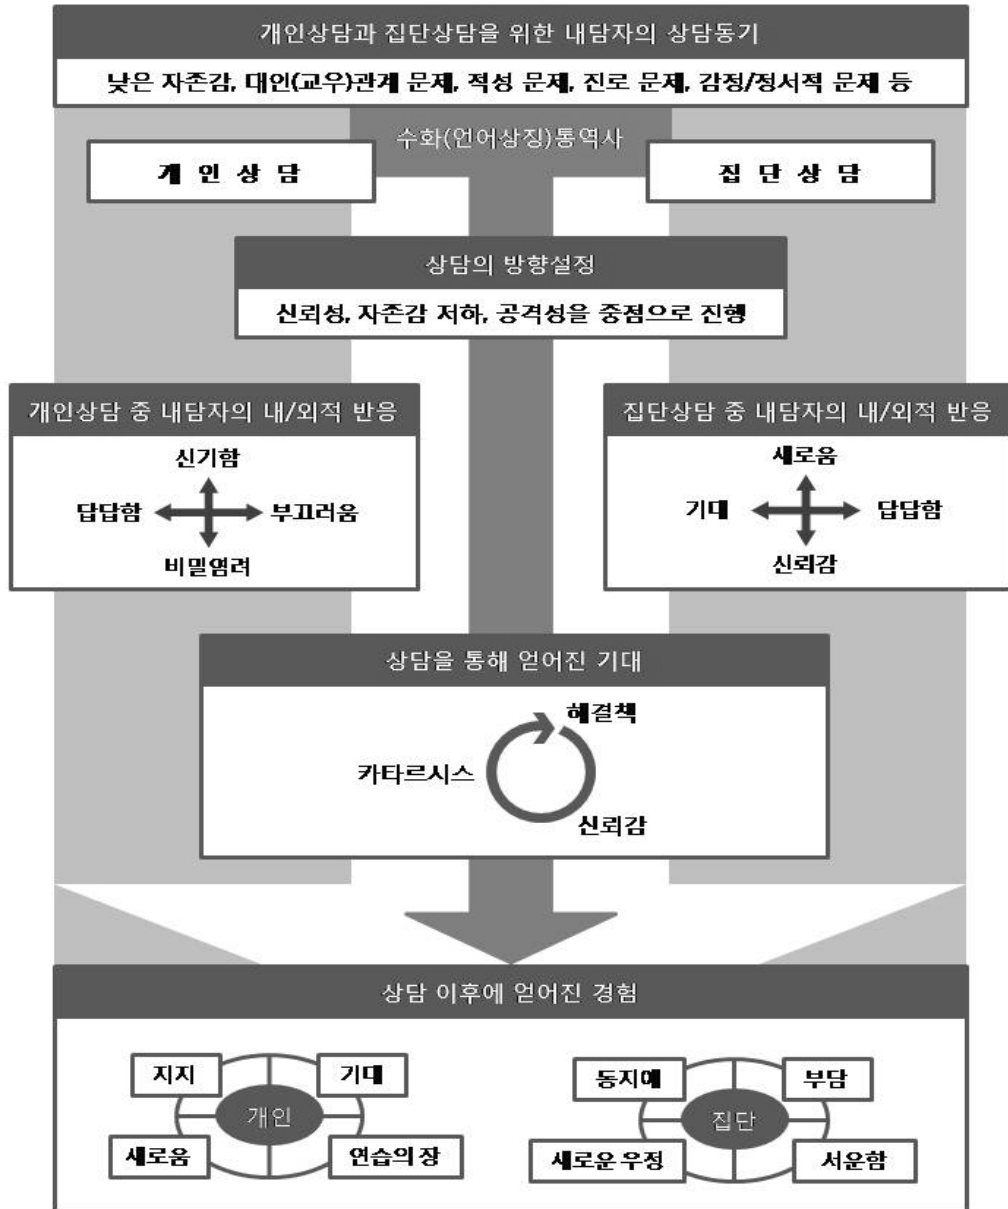 개인상담과 집단상담을 위한 내담자의 상담동기
낮은 자존감, 대인(교우)관계 문제, 적성 문제, 진로 문제, 감정/정서적 문제 등
수화(언어상징)통역사
개 인 상 담
집 단 상 담
상담의 방향설정
신뢰성, 자존감 저하, 공격성을 중점으로 진행
개인상담 중 내담자의 내/외적 반응
신기함
답답함
부끄러움
비밀염려
집단상담 중 내담자의 내/외적 반응
새로움
기대
답답함
신뢰감
상담을 통해 얻어진 기대
해결책
카타르시스
신뢰감
상담 이후에 얻어진 경험
지지
기대
개인
새로움
연습의 장
동지애
부담
집단
새로운 우정
서운함